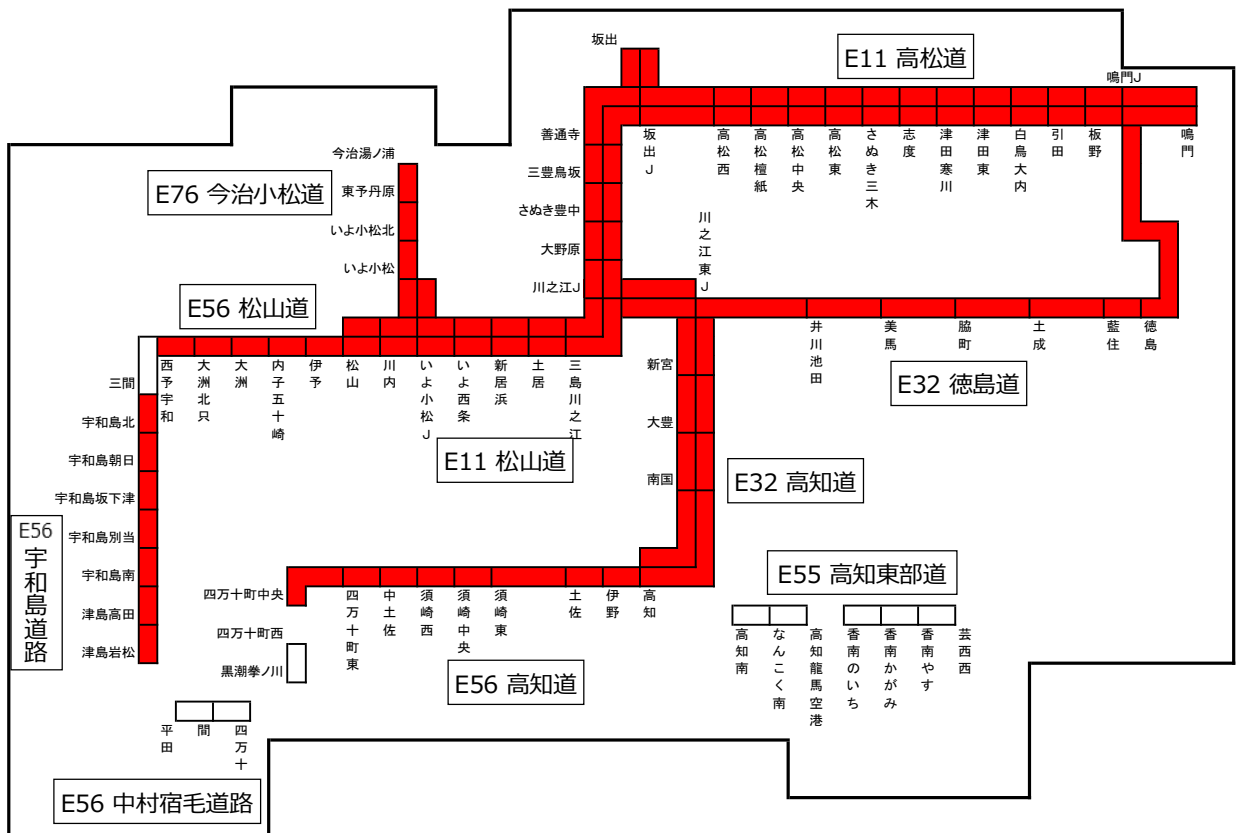 坂出
E11 高松道
鳴門J
善通寺
三豊鳥坂
さぬき豊中
大野原
川之江J
坂出J
高松西
高松檀紙
高松中央
高松東
さぬき三木
志度
津田寒川
津田東
白鳥大内
引田
板野
鳴門
今治湯ノ浦
東予丹原
いよ小松北
いよ小松
E76 今治小松道
川之江東J
E56 松山道
三間
西予宇和
大洲北只
大洲
内子五十崎
伊予
松山
川内
いよ小松J
いよ西条
新居浜
土居
三島川之江
E11 松山道
井川池田
美馬
脇町
土成
藍住
徳島
E32 徳島道
新宮
大豊
南国
E32 高知道
宇和島北
宇和島朝日
宇和島坂下津
宇和島別当
宇和島南
津島高田
津島岩松
E56
宇和島道路
四万十町中央
四万十町西
黒潮拳ノ川
四万十町東
中土佐
須崎西
須崎中央
須崎東
土佐
伊野
高知
E56 高知道
E55 高知東部道
高知南
なんこく南
高知龍馬空港
香南のいち
香南かがみ
香南やす
芸西西
平田
間
四万十
E56 中村宿毛道路